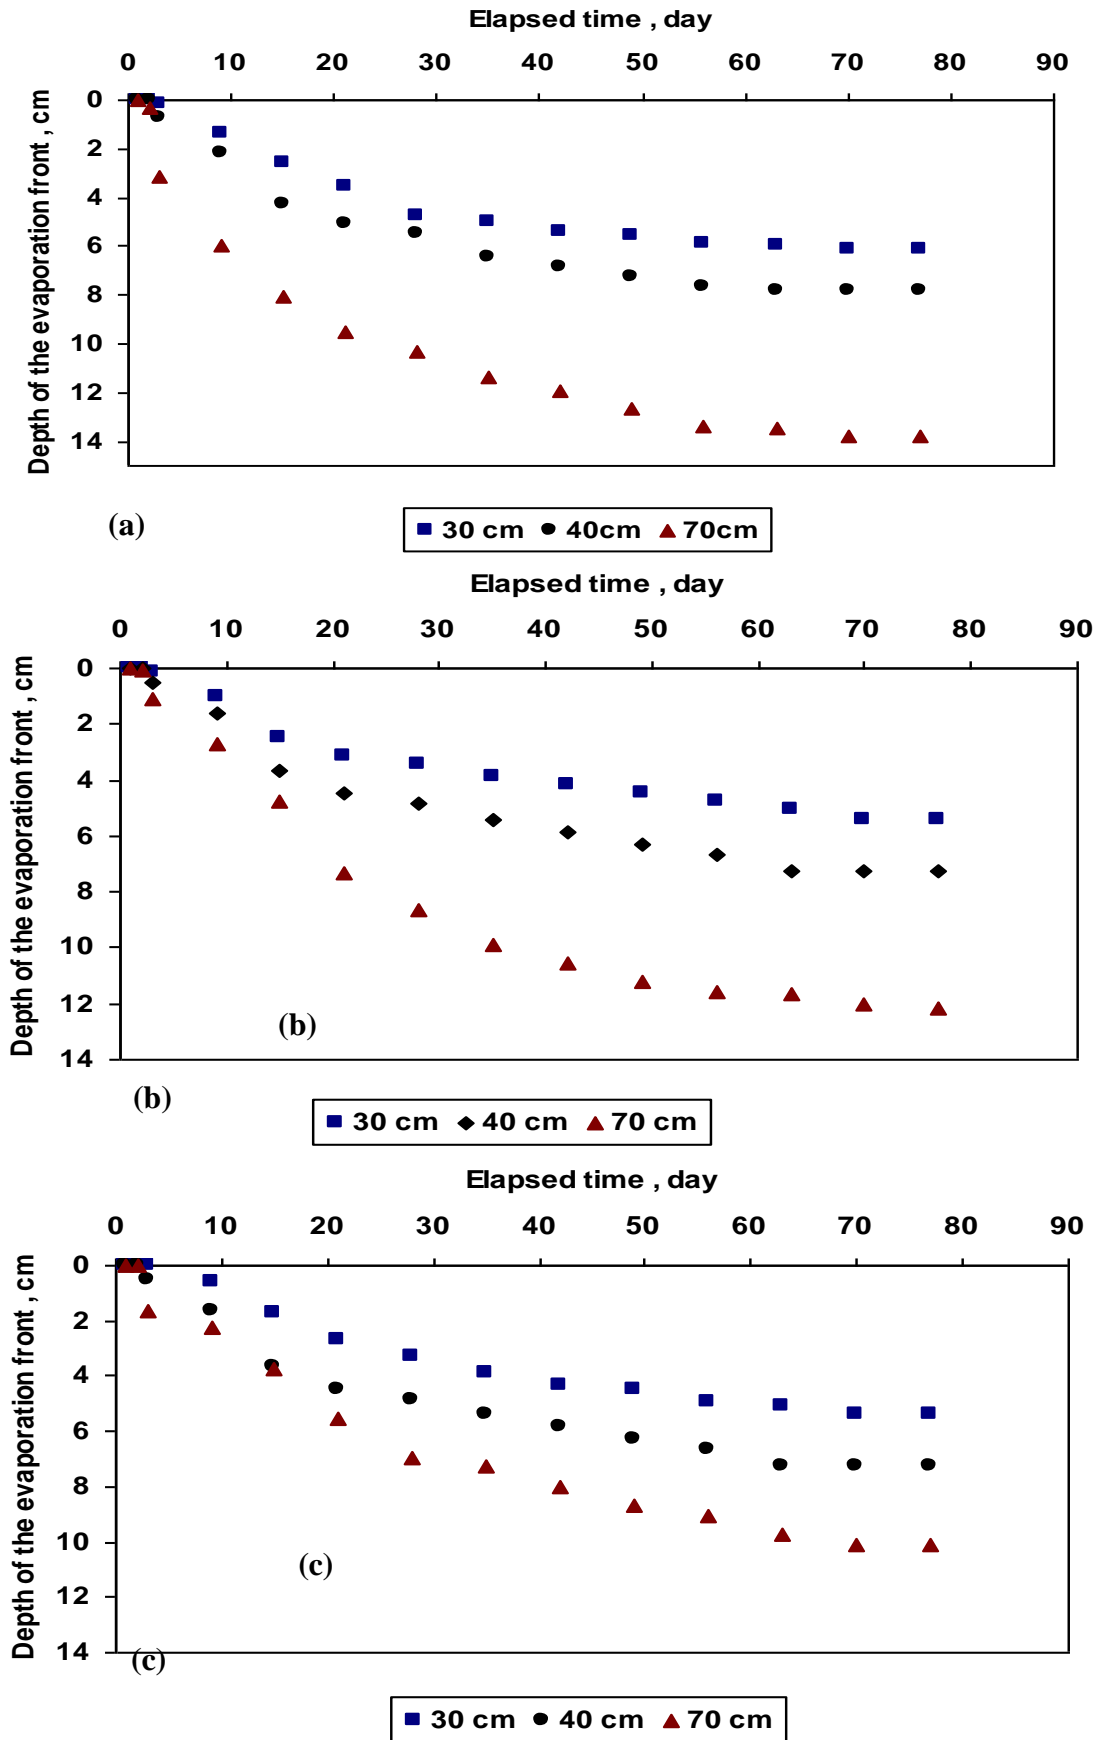 Elapsed time , day
0 10 20 30 40 50 60 70 80 90
Depth of the evaporation front , cm
0
2
4
6
8
10
12
14
(a)
30 cm 40cm 70cm
Elapsed time , day
0 10 20 30 40 50 60 70 80 90
Depth of the evaporation front , cm
0
2
4
6
8
10
12
14
(b)
(b)
30 cm 40 cm 70 cm
Elapsed time , day
0 10 20 30 40 50 60 70 80 90
Depth of the evaporation front , cm
0
2
4
6
8
10
12
14
(c)
(c)
30 cm 40 cm 70 cm